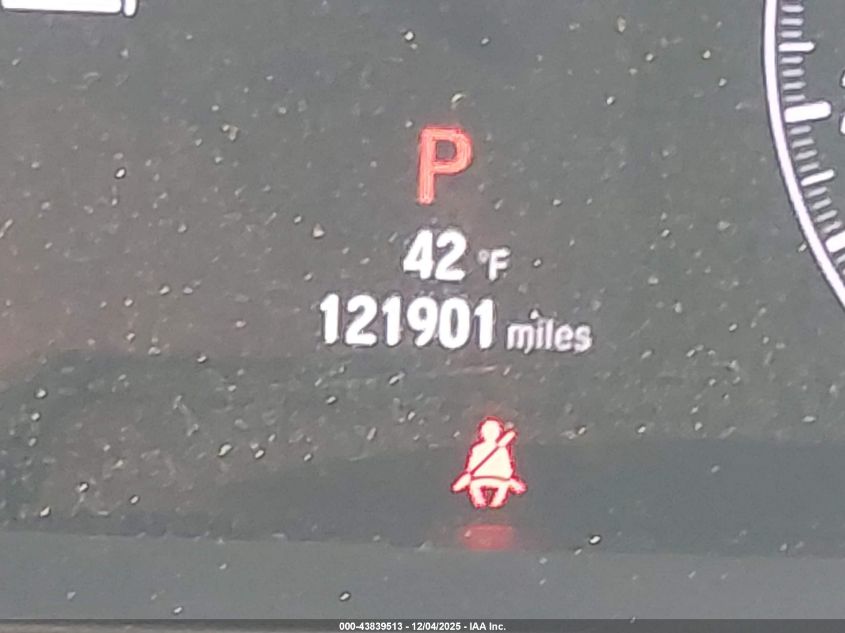 P
42 °F
121901 miles
000-43839513 - 12/04/2025 - IAA Inc.